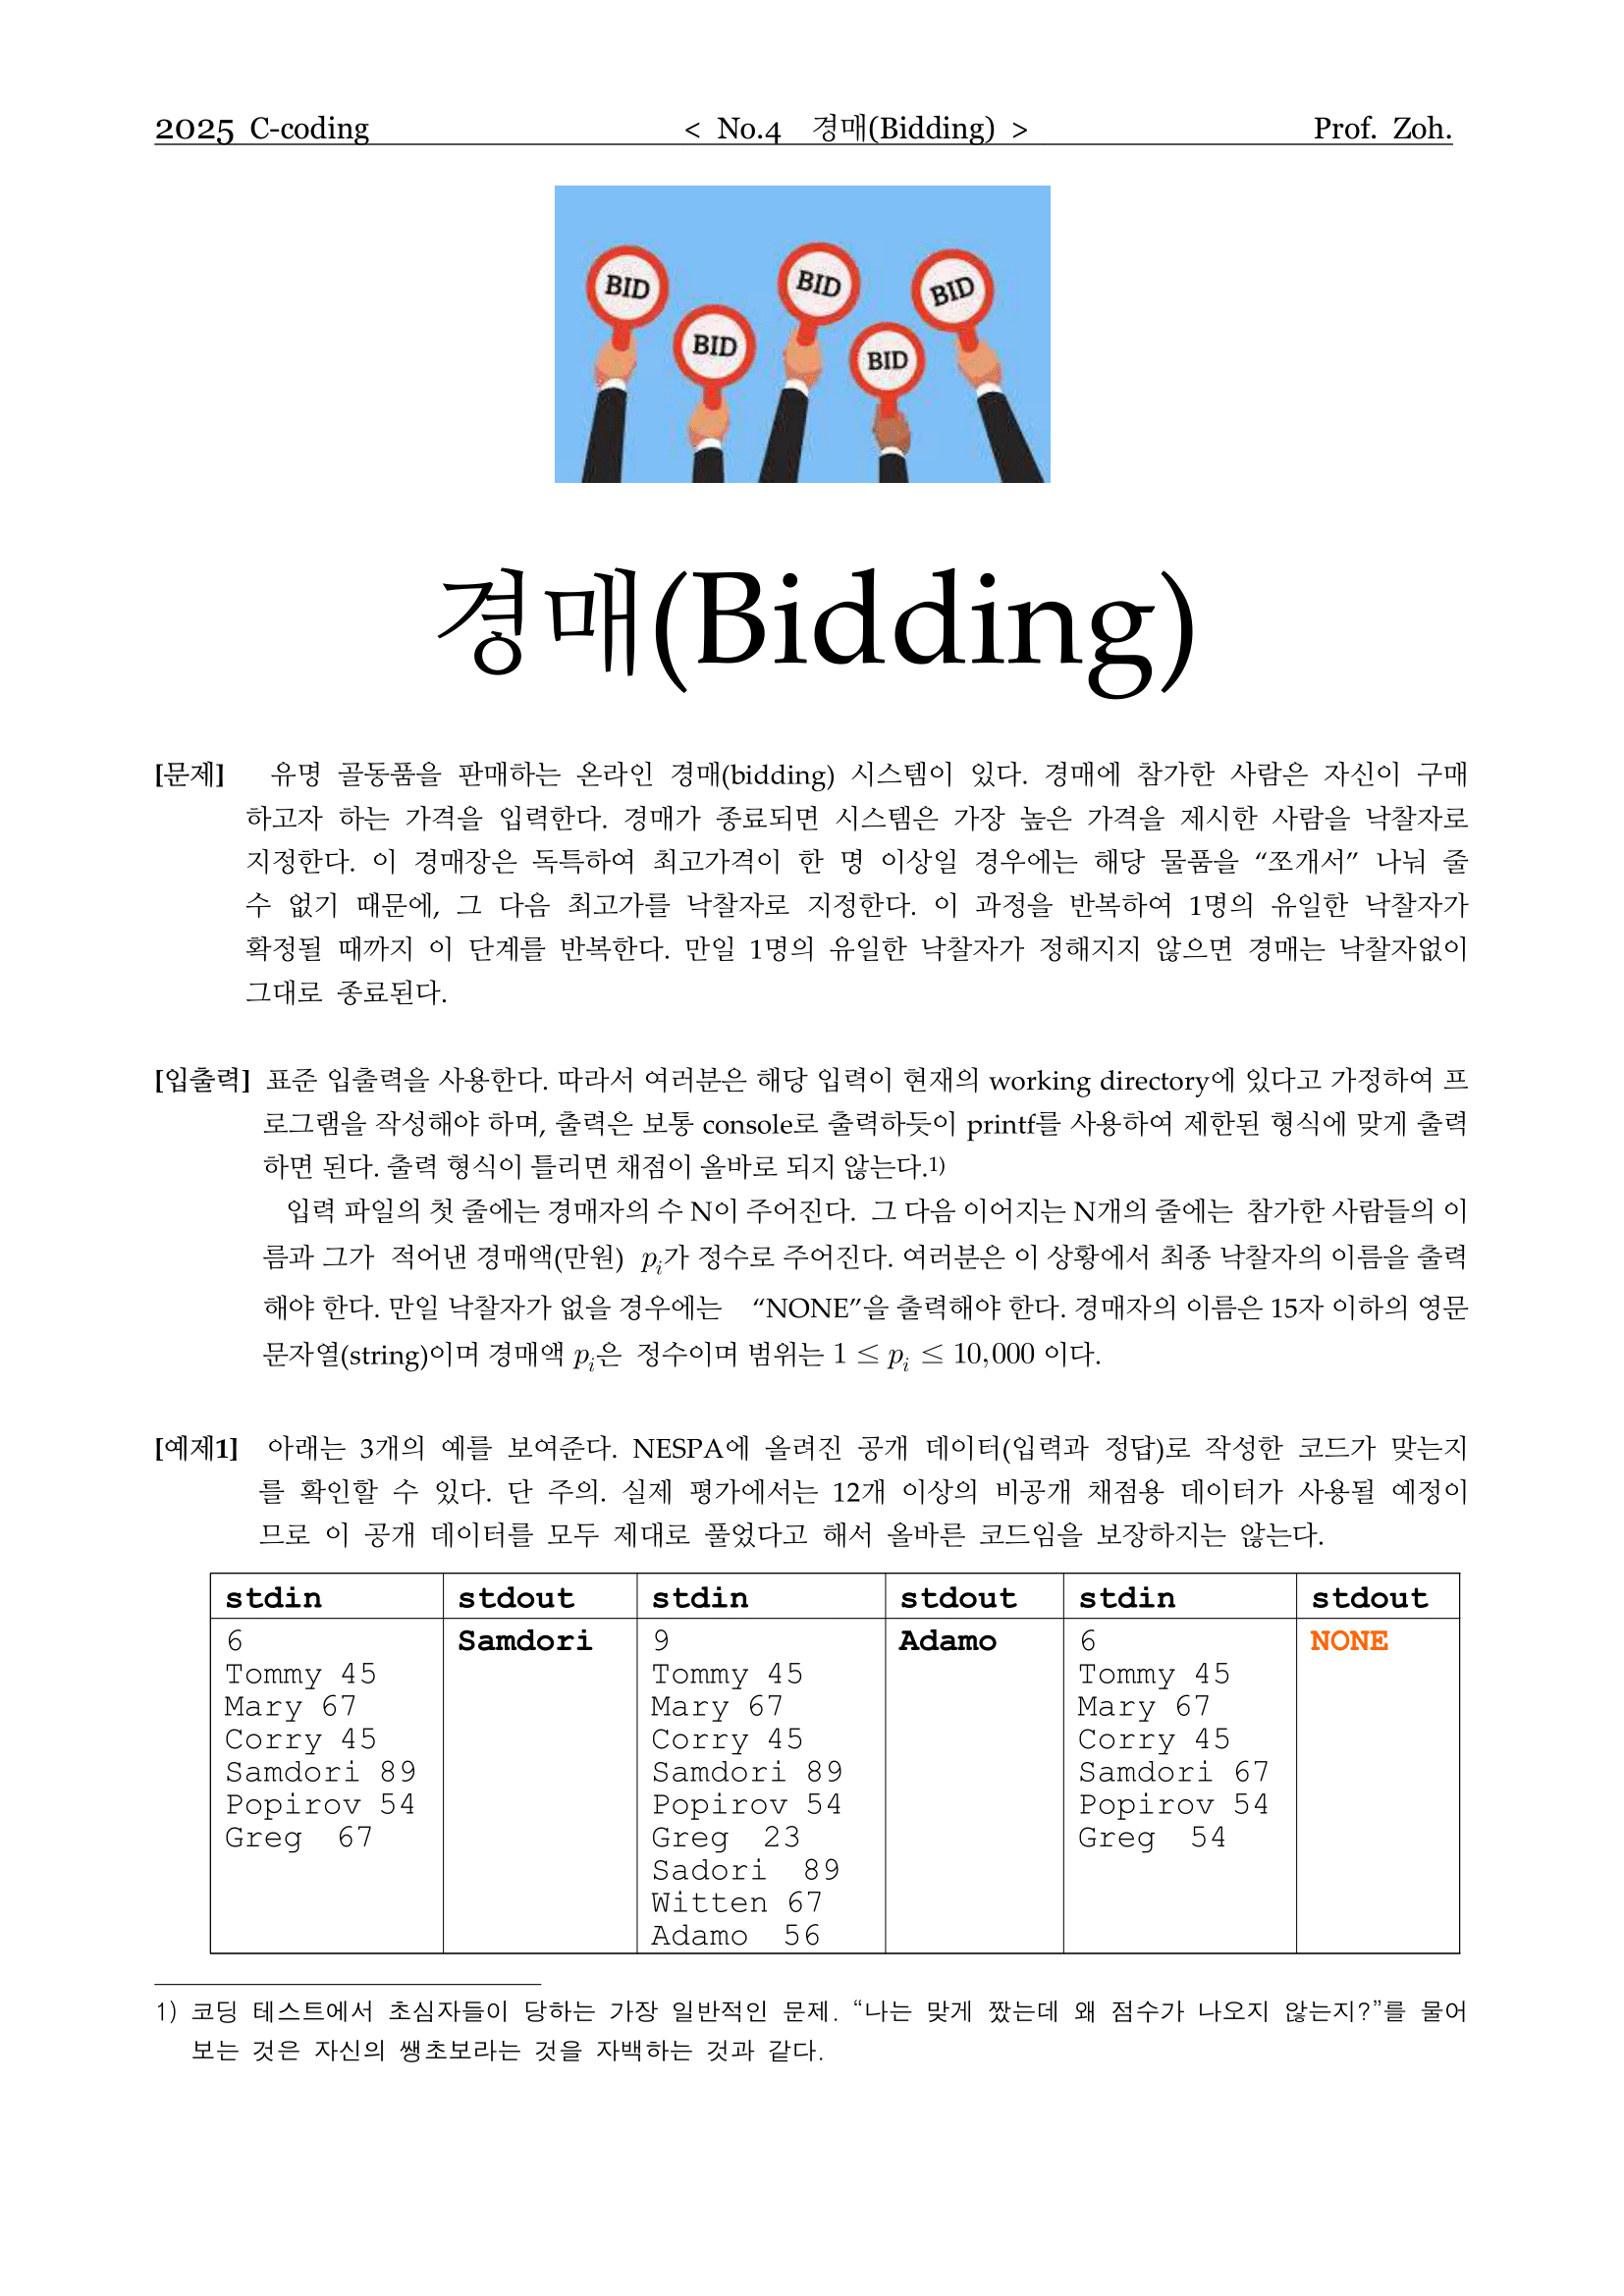 2025 C-coding < No.4 경매(Bidding) > Prof. Zoh.
BID
BID
BID
BID
BID
경매(Bidding)
[문제] 유명 골동품을 판매하는 온라인 경매(bidding) 시스템이 있다. 경매에 참가한 사람은 자신이 구매
하고자 하는 가격을 입력한다. 경매가 종료되면 시스템은 가장 높은 가격을 제시한 사람을 낙찰자로
지정한다. 이 경매장은 독특하여 최고가격이 한 명 이상일 경우에는 해당 물품을 “쪼개서” 나눠 줄
수 없기 때문에, 그 다음 최고가를 낙찰자로 지정한다. 이 과정을 반복하여 1명의 유일한 낙찰자가
확정될 때까지 이 단계를 반복한다. 만일 1명의 유일한 낙찰자가 정해지지 않으면 경매는 낙찰자없이
그대로 종료된다.
[입출력] 표준 입출력을 사용한다. 따라서 여러분은 해당 입력이 현재의 working directory에 있다고 가정하여 프
로그램을 작성해야 하며, 출력은 보통 console로 출력하듯이 printf를 사용하여 제한된 형식에 맞게 출력
하면 된다. 출력 형식이 틀리면 채점이 올바로 되지 않는다.1)
입력 파일의 첫 줄에는 경매자의 수 N이 주어진다. 그 다음 이어지는 N개의 줄에는 참가한 사람들의 이
름과 그가 적어낸 경매액(만원) p_i가 정수로 주어진다. 여러분은 이 상황에서 최종 낙찰자의 이름을 출력
해야 한다. 만일 낙찰자가 없을 경우에는 “NONE”을 출력해야 한다. 경매자의 이름은 15자 이하의 영문
문자열(string)이며 경매액 p_i은 정수이며 범위는 1 ≤ p_i ≤ 10,000 이다.
[예제1] 아래는 3개의 예를 보여준다. NESPA에 올려진 공개 데이터(입력과 정답)로 작성한 코드가 맞는지
를 확인할 수 있다. 단 주의. 실제 평가에서는 12개 이상의 비공개 채점용 데이터가 사용될 예정이
므로 이 공개 데이터를 모두 제대로 풀었다고 해서 올바른 코드임을 보장하지는 않는다.
stdin stdout stdin stdout stdin stdout
6 Samdori 9 Adamo 6 NONE
Tommy 45 Tommy 45 Tommy 45
Mary 67 Mary 67 Mary 67
Corry 45 Corry 45 Corry 45
Samdori 89 Samdori 89 Samdori 67
Popirov 54 Popirov 54 Popirov 54
Greg 67 Greg 23 Greg 54
Sadori 89
Witten 67
Adamo 56
1) 코딩 테스트에서 초심자들이 당하는 가장 일반적인 문제. “나는 맞게 짰는데 왜 점수가 나오지 않는지?”를 물어
보는 것은 자신의 쌩초보라는 것을 자백하는 것과 같다.